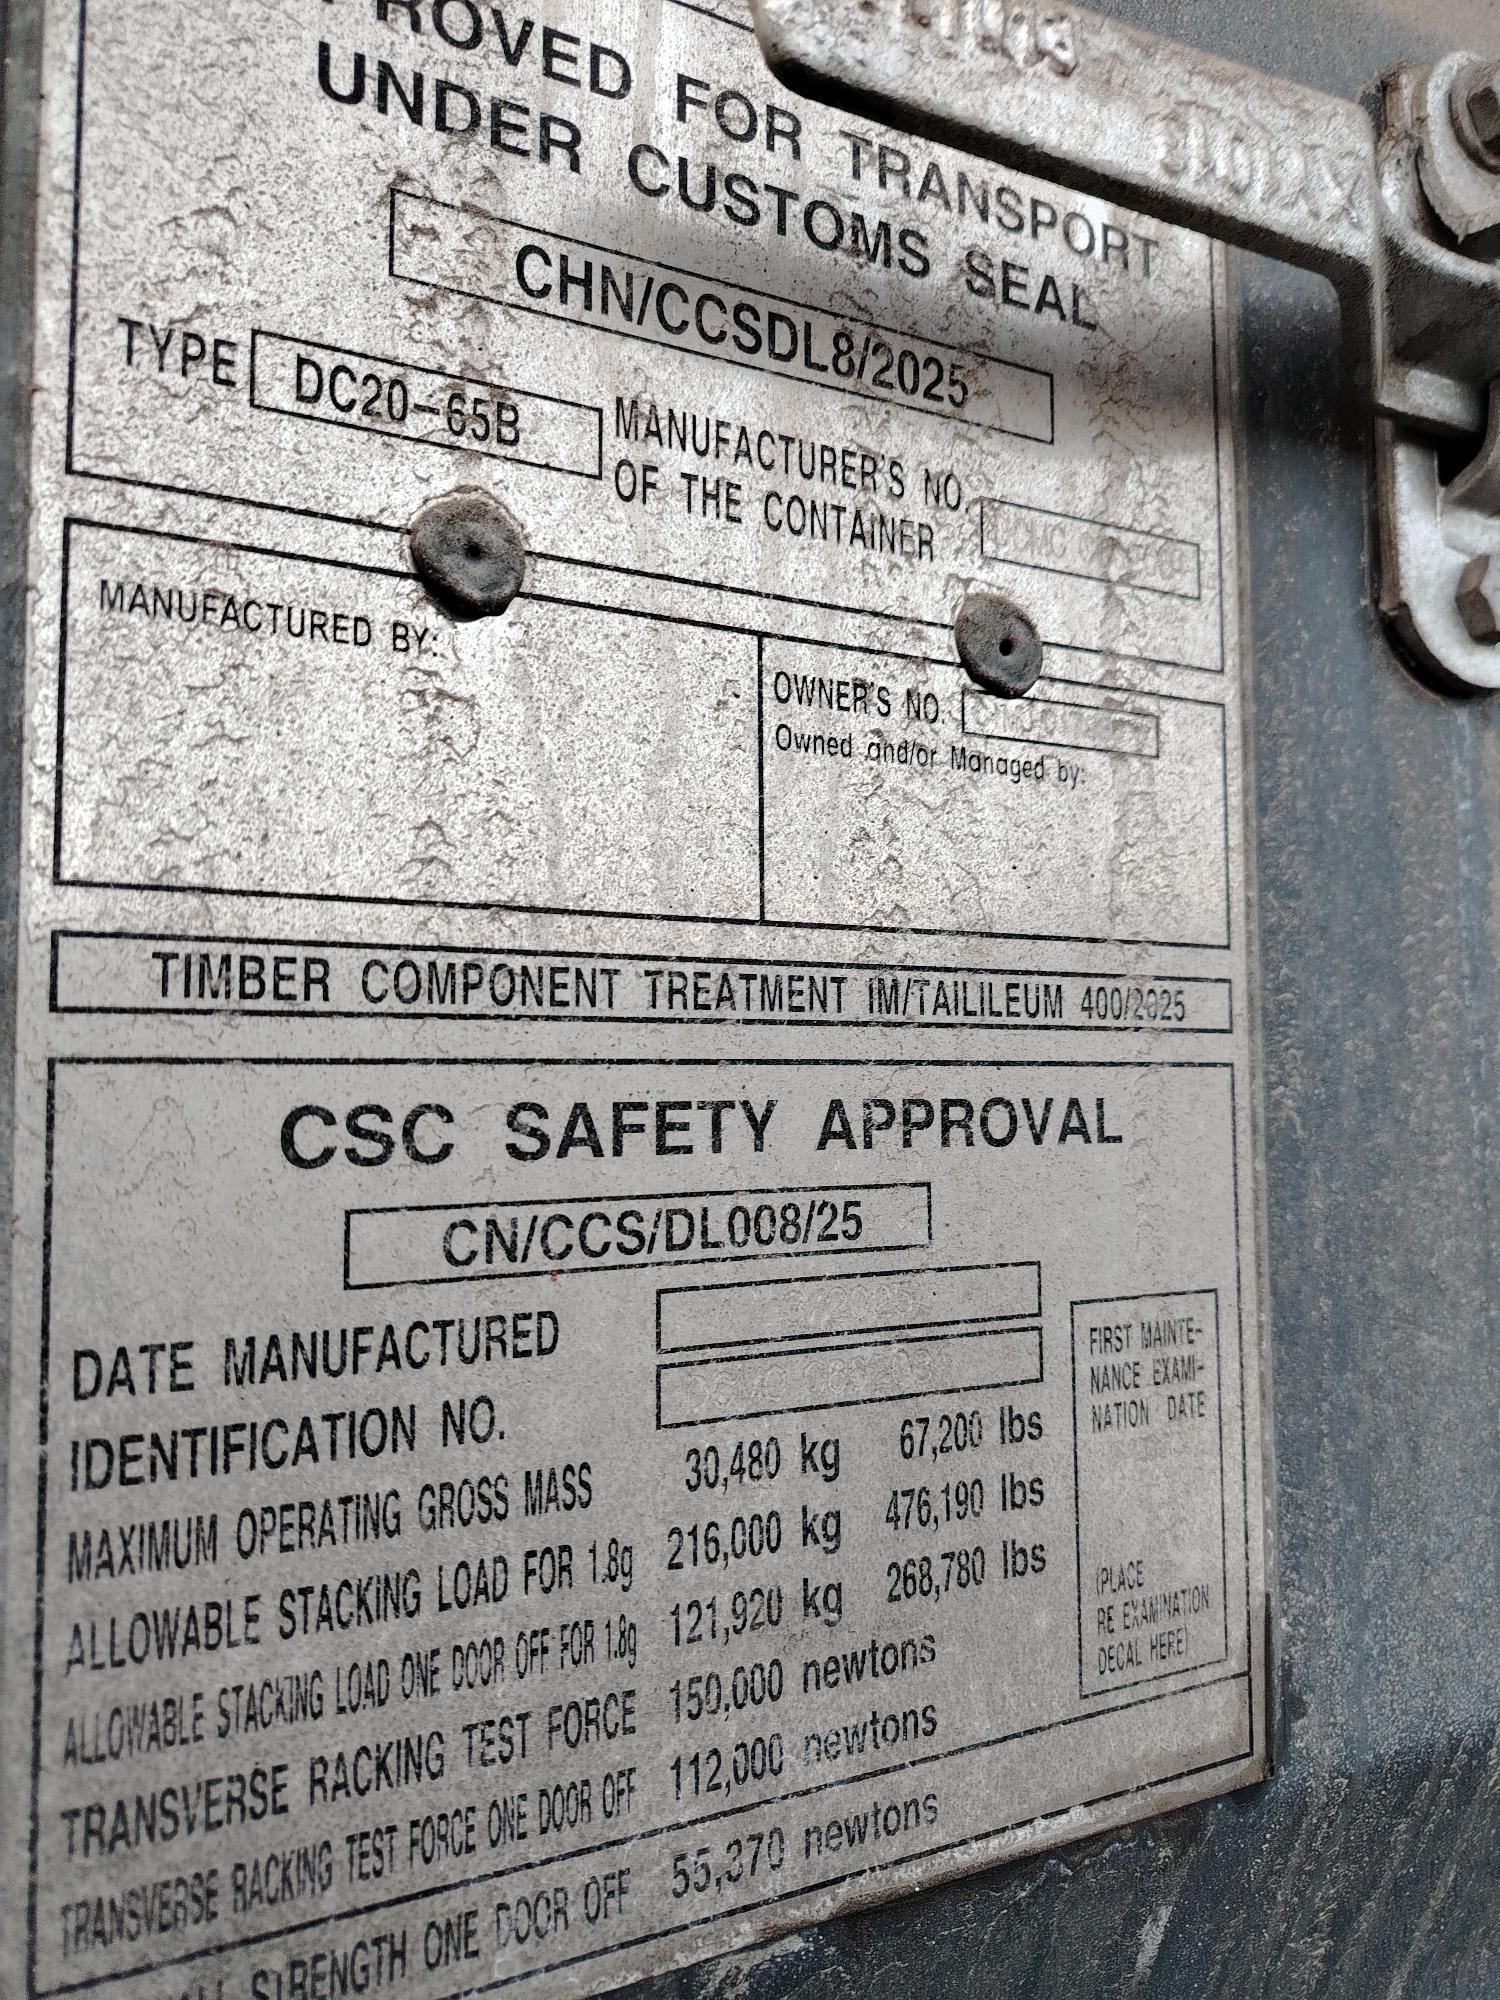 ROVED FOR TRANSPORT
UNDER CUSTOMS SEAL
CHN/CCSDL8/2025
TYPE DC20-65B
MANUFACTURER'S NO.
OF THE CONTAINER
MANUFACTURED BY:
OWNER'S NO.
Owned and/or Managed by:
TIMBER COMPONENT TREATMENT IM/TAILILEUM 400/2025
CSC SAFETY APPROVAL
CN/CCS/DL008/25
DATE MANUFACTURED
IDENTIFICATION NO.
MAXIMUM OPERATING GROSS MASS 30,480 kg 67,200 lbs
ALLOWABLE STACKING LOAD FOR 1.8g 216,000 kg 476,190 lbs
ALLOWABLE STACKING LOAD ONE DOOR OFF FOR 1.8g 121,920 kg 268,780 lbs
TRANSVERSE RACKING TEST FORCE 150,000 newtons
TRANSVERSE RACKING TEST FORCE ONE DOOR OFF 112,000 newtons
STRENGTH ONE DOOR OFF 55,370 newtons
FIRST MAINTE-
NANCE EXAMI-
NATION DATE
(PLACE
RE EXAMINATION
DECAL HERE)